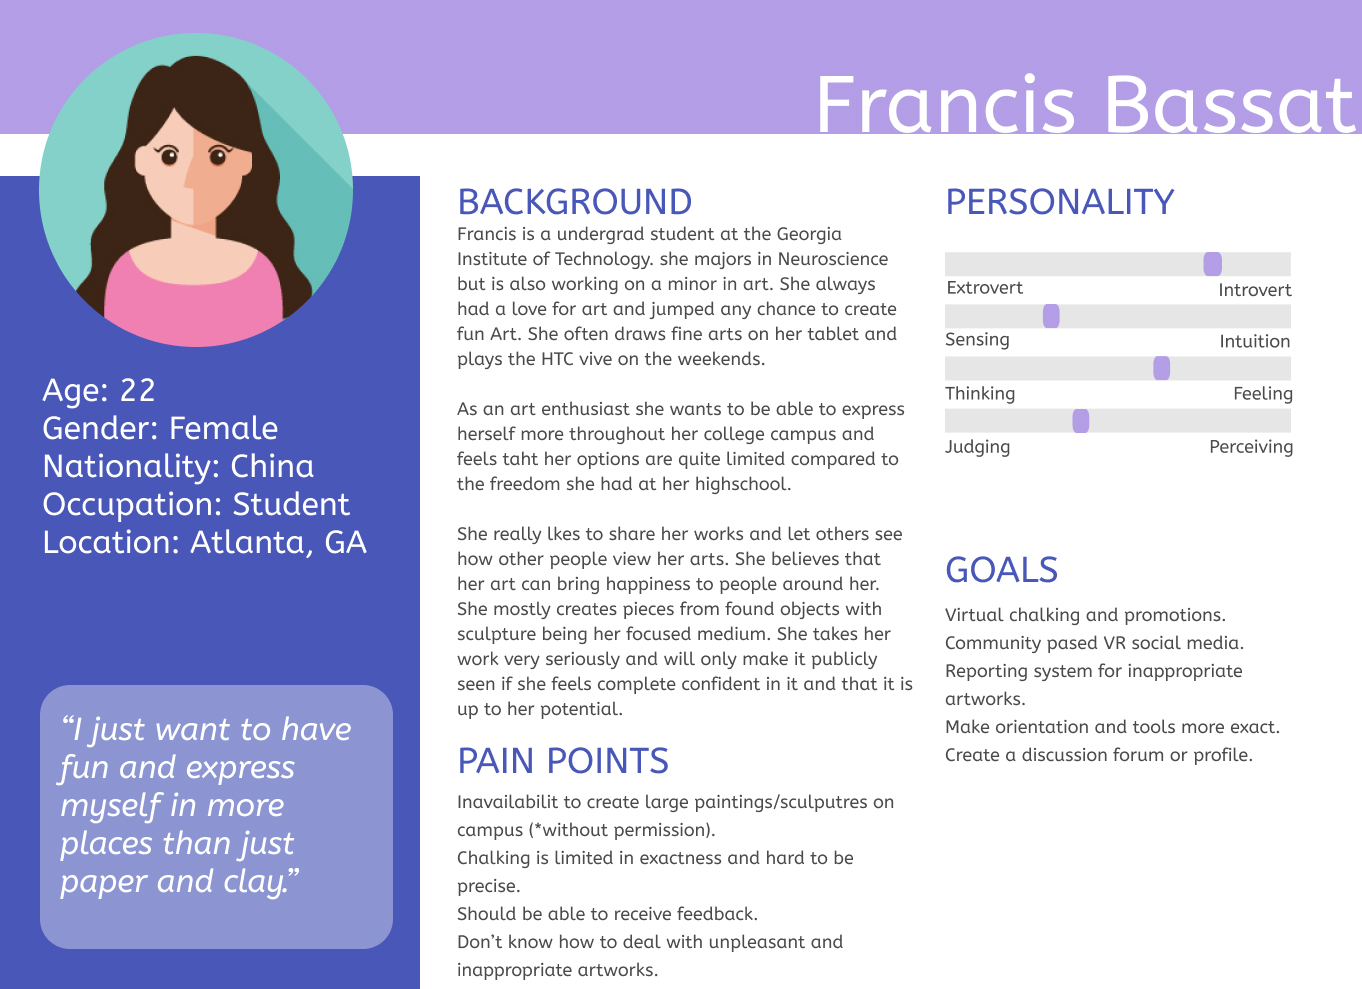 Francis Bassat
Age: 22
Gender: Female
Nationality: China
Occupation: Student
Location: Atlanta, GA
“I just want to have
fun and express
myself in more
places than just
paper and clay.”
BACKGROUND
Francis is a undergrad student at the Georgia
Institute of Technology. she majors in Neuroscience
but is also working on a minor in art. She always
had a love for art and jumped any chance to create
fun Art. She often draws fine arts on her tablet and
plays the HTC vive on the weekends.
As an art enthusiast she wants to be able to express
herself more throughout her college campus and
feels taht her options are quite limited compared to
the freedom she had at her highschool.
She really lkes to share her works and let others see
how other people view her arts. She believes that
her art can bring happiness to people around her.
She mostly creates pieces from found objects with
sculpture being her focused medium. She takes her
work very seriously and will only make it publicly
seen if she feels complete confident in it and that it is
up to her potential.
PAIN POINTS
Inavailabilit to create large paintings/sculputres on
campus (*without permission).
Chalking is limited in exactness and hard to be
precise.
Should be able to receive feedback.
Don’t know how to deal with unpleasant and
inappropriate artworks.
PERSONALITY
Extrovert Introvert
Sensing Intuition
Thinking Feeling
Judging Perceiving
GOALS
Virtual chalking and promotions.
Community pased VR social media.
Reporting system for inappropriate
artworks.
Make orientation and tools more exact.
Create a discussion forum or profile.